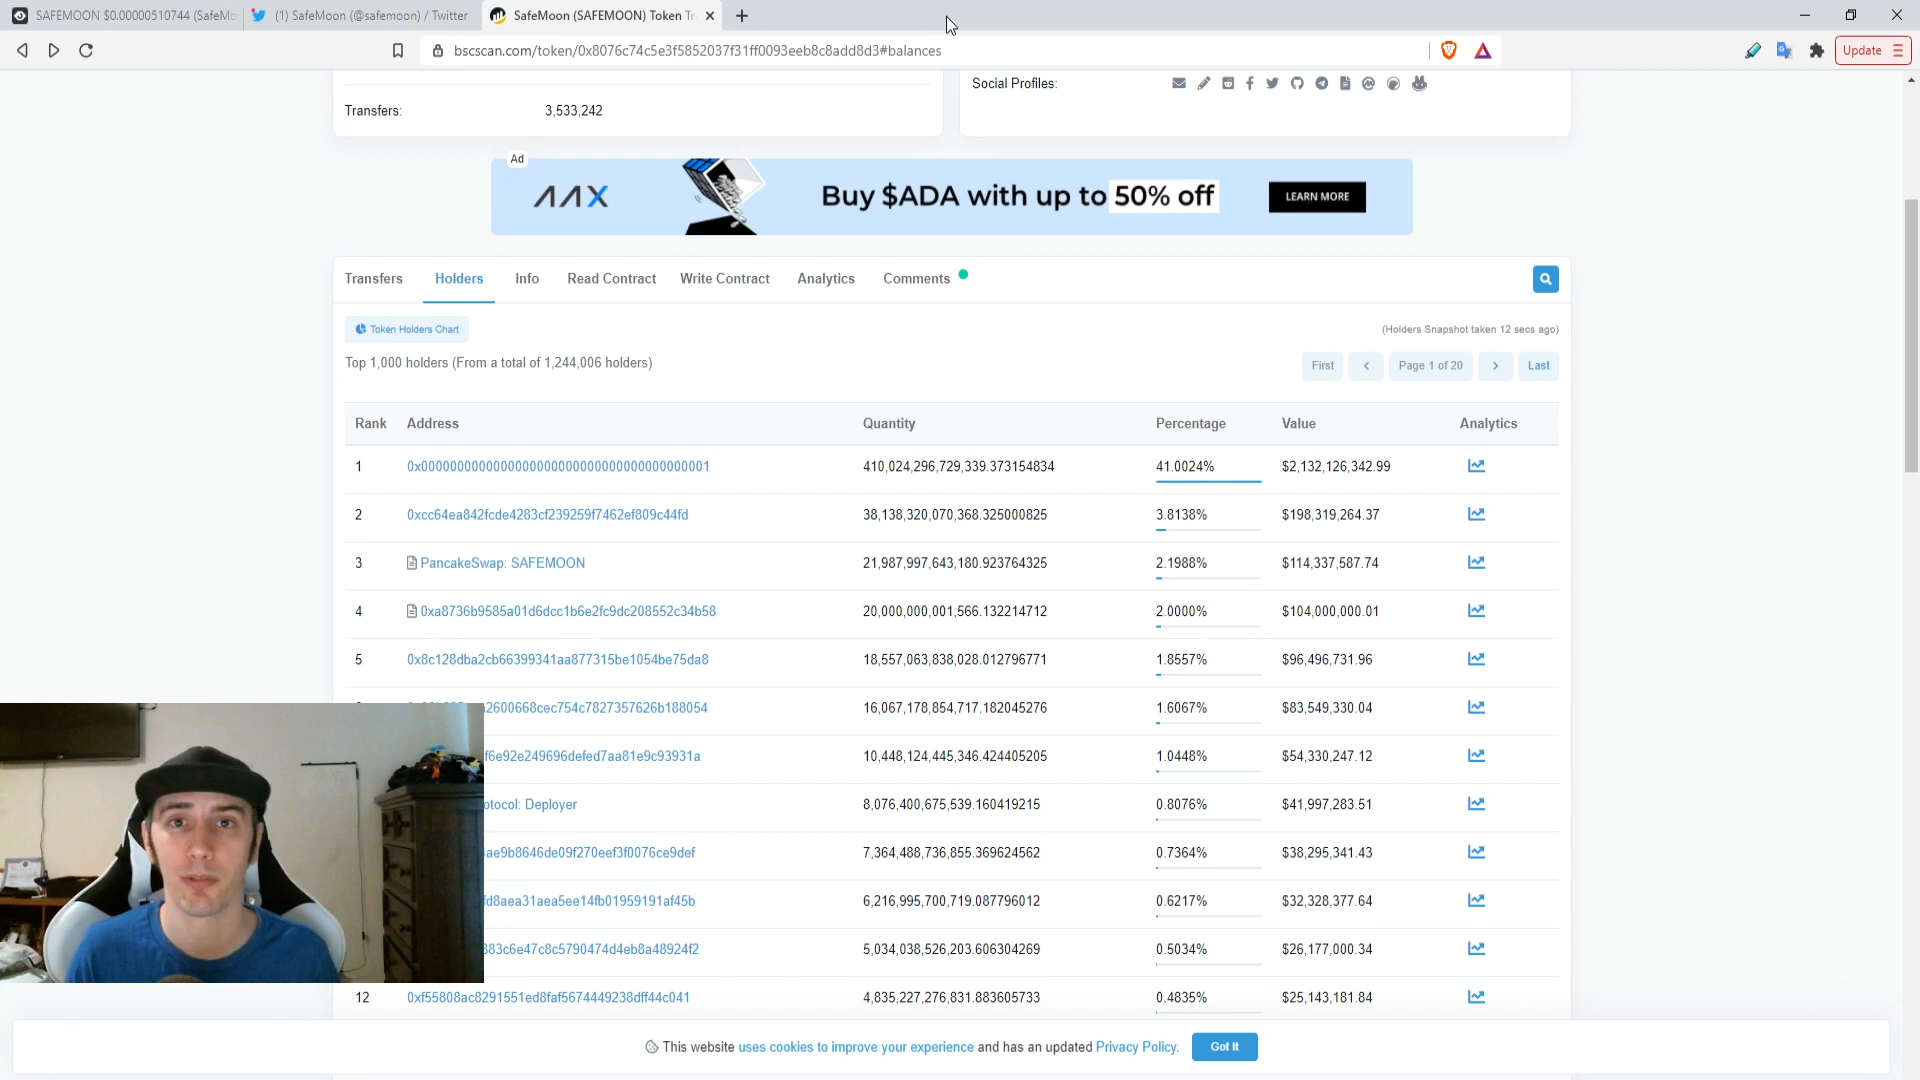 SAFEMOON $0.00000510744 (SafeMo
(1) SafeMoon (@safemoon) / Twitter
SafeMoon (SAFEMOON) Token Tr
bscscan.com/token/0x8076c74c5e3f5852037f31ff0093eeb8c8add8d3#balances
Update
Social Profiles:
Transfers: 3,533,242
Ad
AAX Buy $ADA with up to 50% off LEARN MORE
Transfers Holders Info Read Contract Write Contract Analytics Comments
Token Holders Chart
(Holders Snapshot taken 12 secs ago)
Top 1,000 holders (From a total of 1,244,006 holders)
First Page 1 of 20 Last
Rank Address Quantity Percentage Value Analytics
1 0x0000000000000000000000000000000000000001 410,024,296,729,339.373154834 41.0024% $2,132,126,342.99
2 0xcc64ea842fcde4283cf239259f7462ef809c44fd 38,138,320,070,368.325000825 3.8138% $198,319,264.37
3 PancakeSwap: SAFEMOON 21,987,997,643,180.923764325 2.1988% $114,337,587.74
4 0xa8736b9585a01d6dcc1b6e2fc9dc208552c34b58 20,000,000,001,566.132214712 2.0000% $104,000,000.01
5 0x8c128dba2cb66399341aa877315be1054be75da8 18,557,063,838,028.012796771 1.8557% $96,496,731.96
2600668cec754c7827357626b188054 16,067,178,854,717.182045276 1.6067% $83,549,330.04
f6e92e249696defed7aa81e9c93931a 10,448,124,445,346.424405205 1.0448% $54,330,247.12
otocol: Deployer 8,076,400,675,539.160419215 0.8076% $41,997,283.51
ae9b8646de09f270eef3f0076ce9def 7,364,488,736,855.369624562 0.7364% $38,295,341.43
fd8aea31aea5ee14fb01959191af45b 6,216,995,700,719.087796012 0.6217% $32,328,377.64
383c6e47c8c5790474d4eb8a48924f2 5,034,038,526,203.606304269 0.5034% $26,177,000.34
12 0xf55808ac8291551ed8faf5674449238dff44c041 4,835,227,276,831.883605733 0.4835% $25,143,181.84
This website uses cookies to improve your experience and has an updated Privacy Policy. Got It